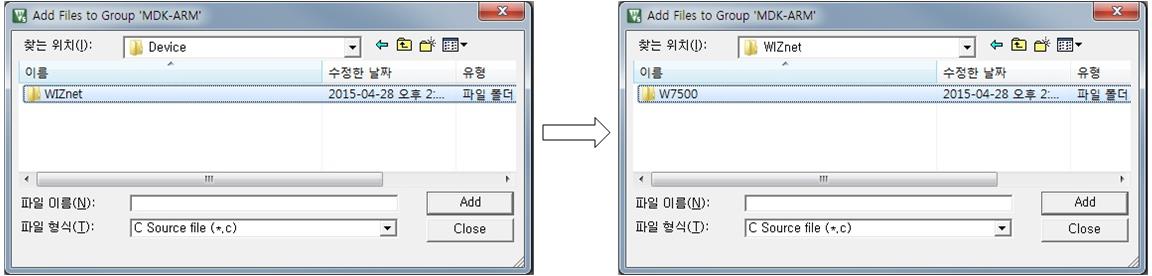 Add Files to Group 'MDK-ARM'
찾는 위치(I):
Device
이름
수정한 날짜
유형
WIZnet
2015-04-28 오후 2:...
파일 폴더
파일 이름(N):
Add
파일 형식(T):
C Source file (*.c)
Close
Add Files to Group 'MDK-ARM'
찾는 위치(I):
WIZnet
이름
수정한 날짜
유형
W7500
2015-04-28 오후 2:...
파일 폴더
파일 이름(N):
Add
파일 형식(T):
C Source file (*.c)
Close